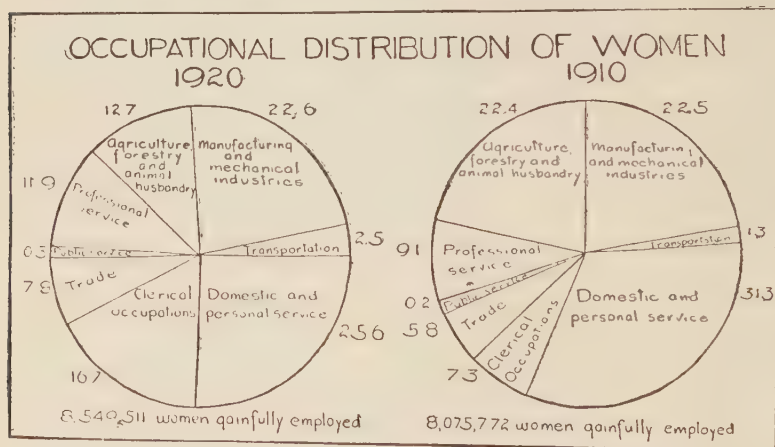 OCCUPATIONAL DISTRIBUTION OF WOMEN
1920
12.7
22.6
Agriculture,
forestry
and
animal
husbandry
Manufacturing
and
mechanical
industries
11 9
Professional
service
2.5
Transportation
0.5
Public service
7 8
Trade
Clerical
occupations
Domestic and
personal service
25.6
16.7
8,549,511 women gainfully employed
1910
22.4
22.5
Agriculture,
forestry and
animal husbandry
Manufacturing
and mechanical
industries
1.3
Transportation
9.1
Professional
service
0.2
Public service
5.8
Trade
Domestic and
personal service
31.3
7.3
Clerical
Occupations
8,075,772 women gainfully employed